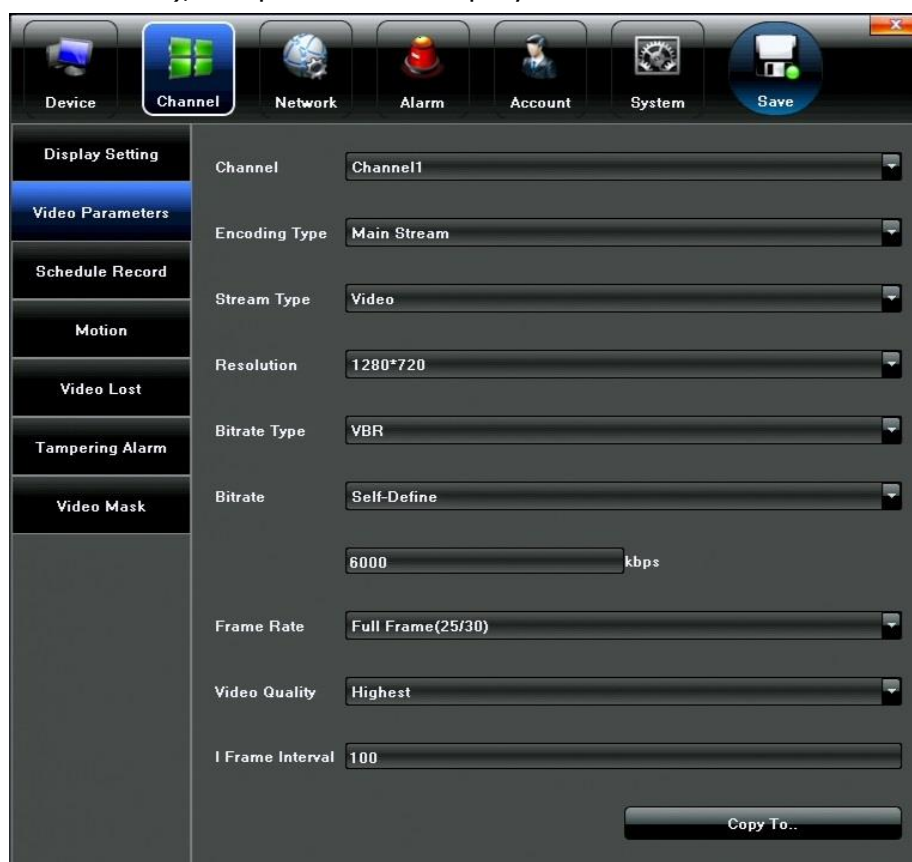 Device Channel Network Alarm Account System Save
Display Setting
Video Parameters
Schedule Record
Motion
Video Lost
Tampering Alarm
Video Mask
Channel Channel1
Encoding Type Main Stream
Stream Type Video
Resolution 1280*720
Bitrate Type VBR
Bitrate Self-Define
6000 kbps
Frame Rate Full Frame(25/30)
Video Quality Highest
I Frame Interval 100
Copy To..